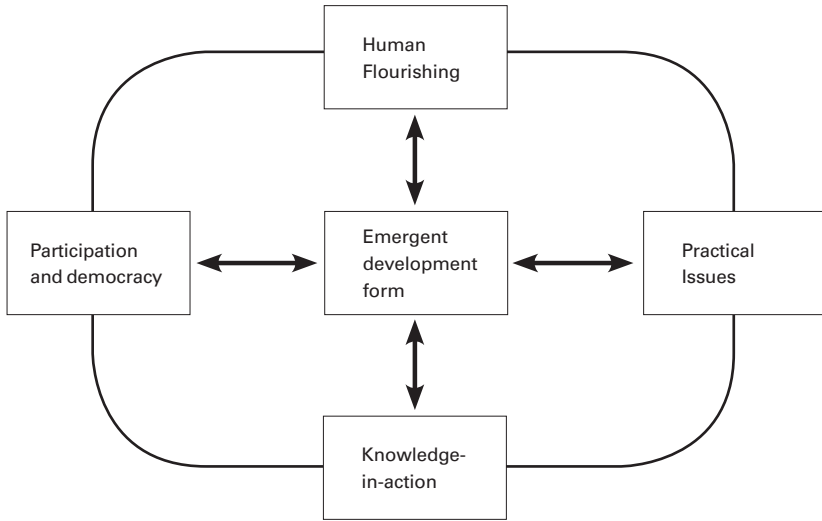 Human
Flourishing
Participation
and democracy
Emergent
development
form
Practical
Issues
Knowledge-
in-action